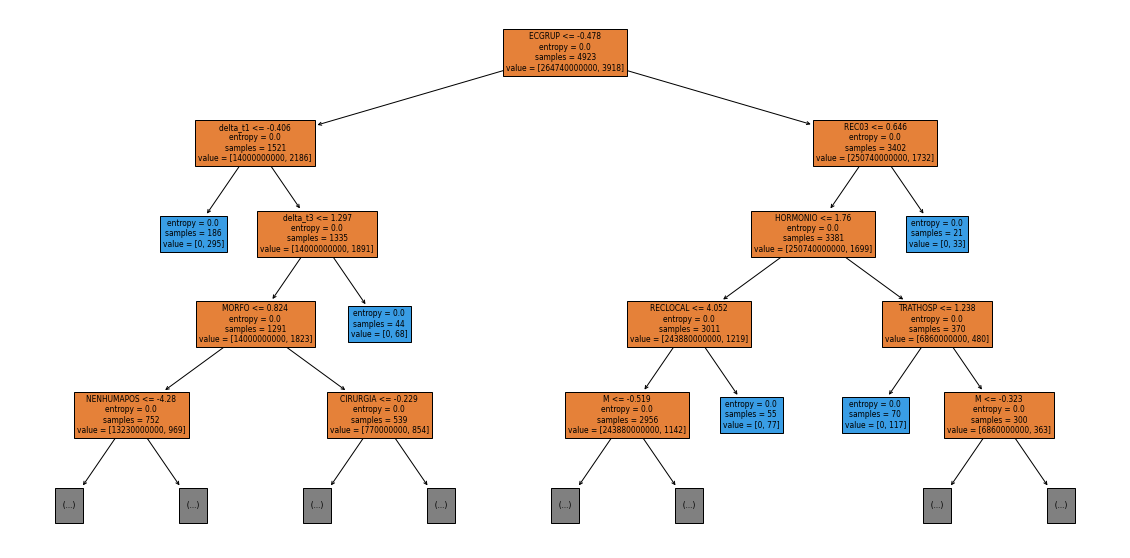 ECGRUP <= -0.478
entropy = 0.0
samples = 4923
value = [264740000000, 3918]
delta_t1 <= -0.406
entropy = 0.0
samples = 1521
value = [14000000000, 2186]
REC03 <= 0.646
entropy = 0.0
samples = 3402
value = [250740000000, 1732]
entropy = 0.0
samples = 186
value = [0, 295]
delta_t3 <= 1.297
entropy = 0.0
samples = 1335
value = [14000000000, 1891]
HORMONIO <= 1.76
entropy = 0.0
samples = 3381
value = [250740000000, 1699]
entropy = 0.0
samples = 21
value = [0, 33]
MORFO <= 0.824
entropy = 0.0
samples = 1291
value = [14000000000, 1823]
entropy = 0.0
samples = 44
value = [0, 68]
RECLOCAL <= 4.052
entropy = 0.0
samples = 3011
value = [243880000000, 1219]
TRATHOSP <= 1.238
entropy = 0.0
samples = 370
value = [6860000000, 480]
NENHUMAPOS <= -4.28
entropy = 0.0
samples = 752
value = [13230000000, 969]
CIRURGIA <= -0.229
entropy = 0.0
samples = 539
value = [770000000, 854]
M <= -0.519
entropy = 0.0
samples = 2956
value = [243880000000, 1142]
entropy = 0.0
samples = 55
value = [0, 77]
entropy = 0.0
samples = 70
value = [0, 117]
M <= -0.323
entropy = 0.0
samples = 300
value = [6860000000, 363]
(...)
(...)
(...)
(...)
(...)
(...)
(...)
(...)